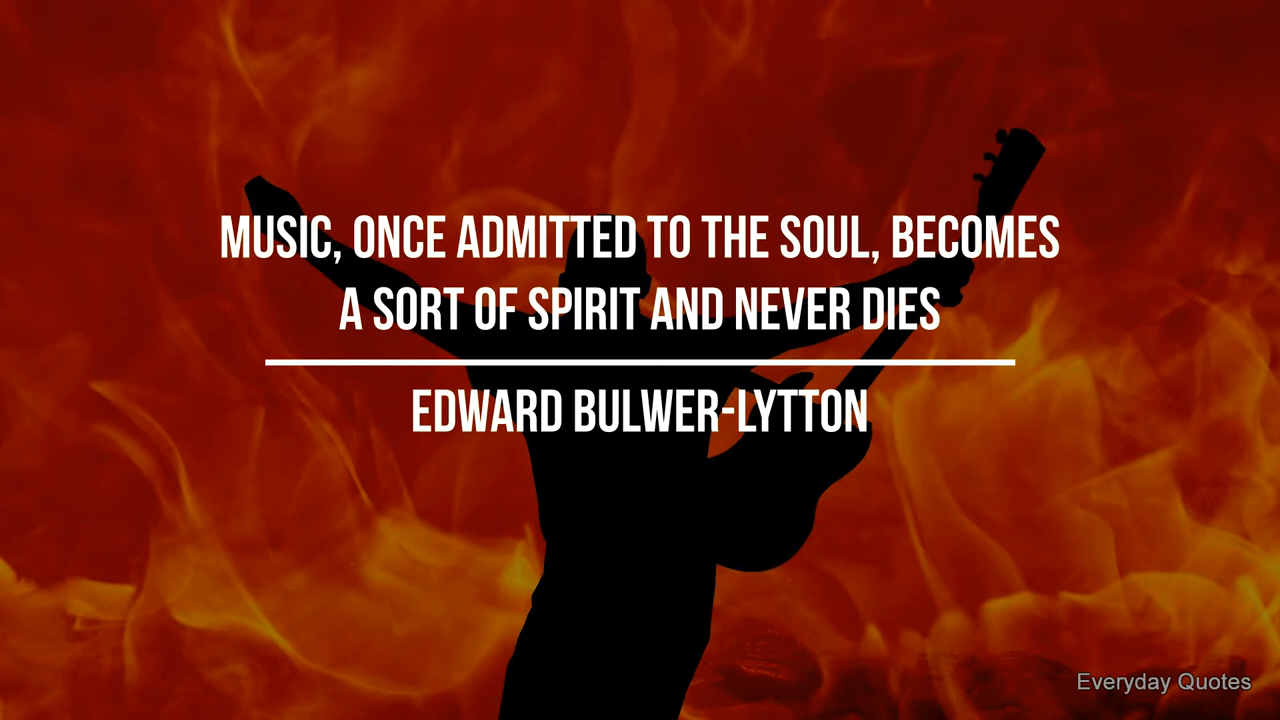 MUSIC, ONCE ADMITTED TO THE SOUL, BECOMES
A SORT OF SPIRIT AND NEVER DIES
EDWARD BULWER-LYTTON
Everyday Quotes